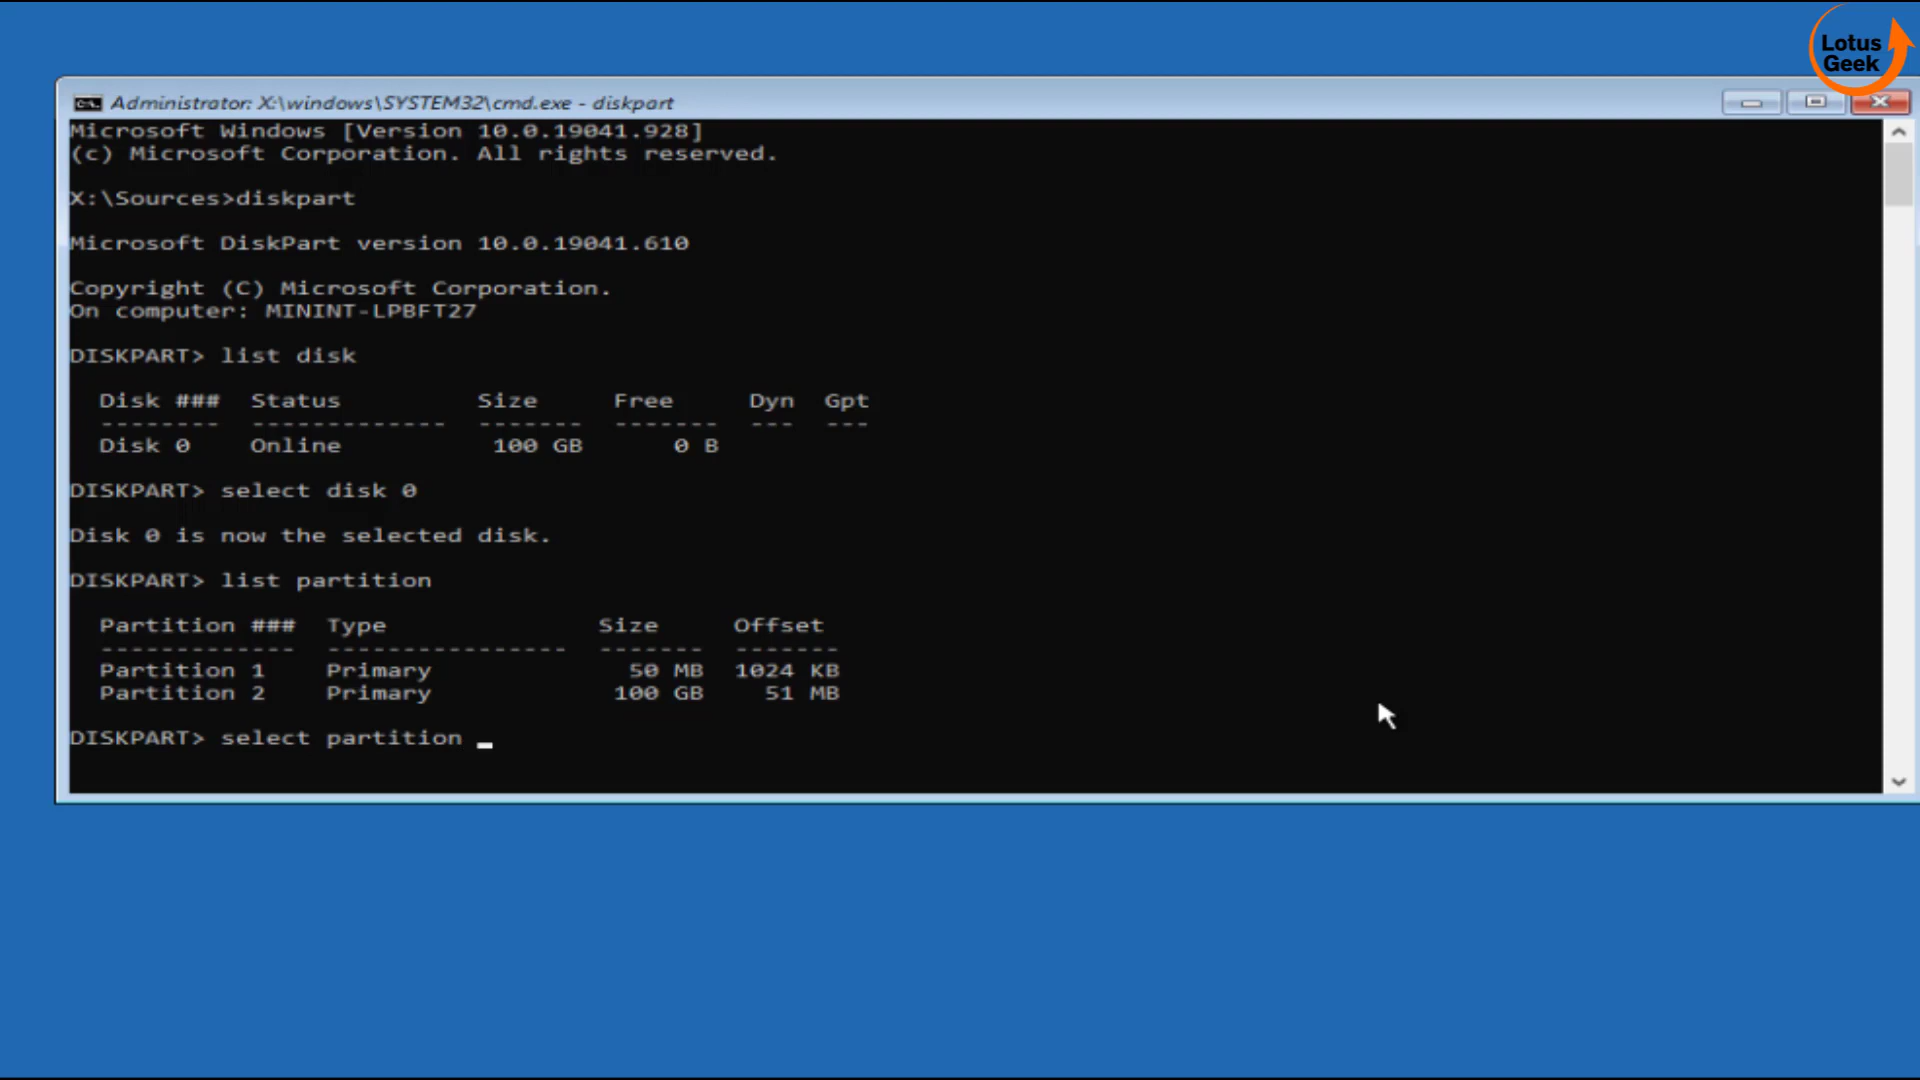 Lotus
Geek
Administrator: X:\windows\SYSTEM32\cmd.exe - diskpart
Microsoft Windows [Version 10.0.19041.928]
(c) Microsoft Corporation. All rights reserved.
X:\Sources>diskpart
Microsoft DiskPart version 10.0.19041.610
Copyright (C) Microsoft Corporation.
On computer: MININT-LPBFT27
DISKPART> list disk
Disk ###  Status         Size     Free     Dyn  Gpt
--------  -------------  -------  -------  ---  ---
Disk 0    Online          100 GB      0 B
DISKPART> select disk 0
Disk 0 is now the selected disk.
DISKPART> list partition
Partition ###  Type              Size     Offset
-------------  ----------------  -------  -------
Partition 1    Primary             50 MB  1024 KB
Partition 2    Primary            100 GB    51 MB
DISKPART> select partition _